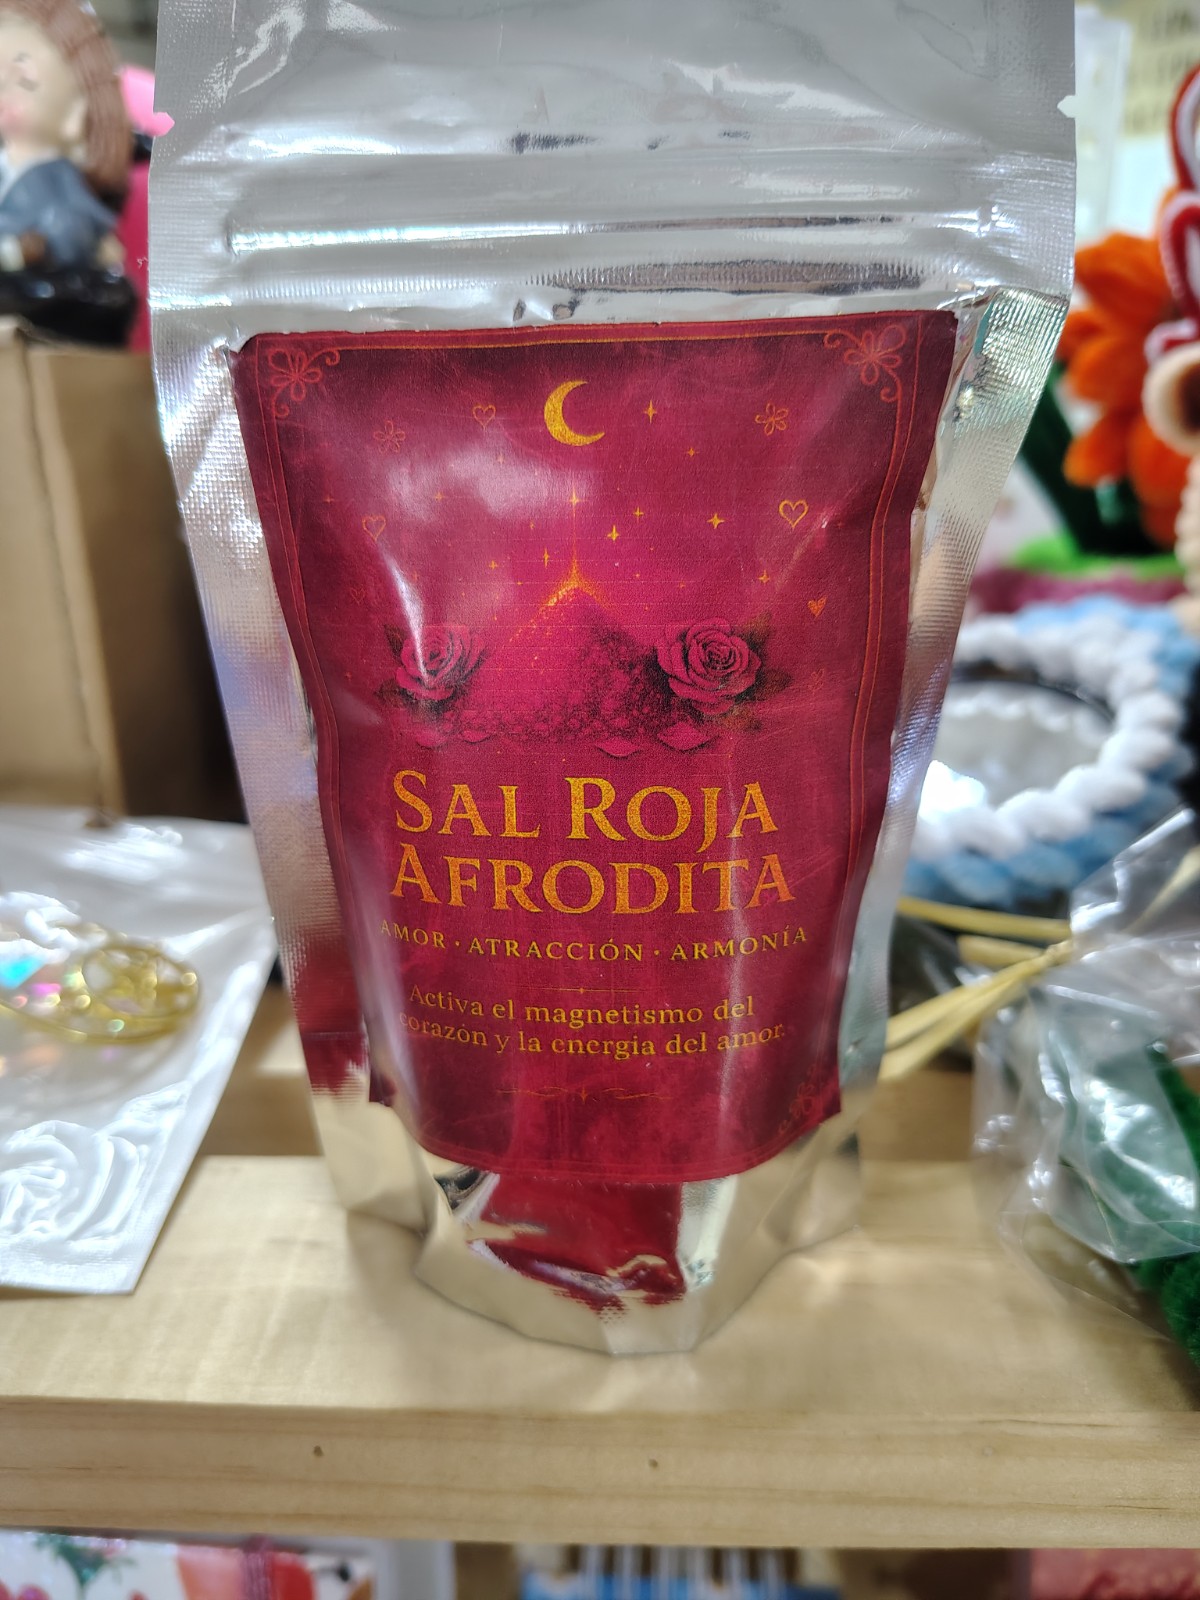 SAL ROJA
AFRODITA
AMOR · ATRACCIÓN · ARMONÍA
Activa el magnetismo del
corazón y la energía del amor.